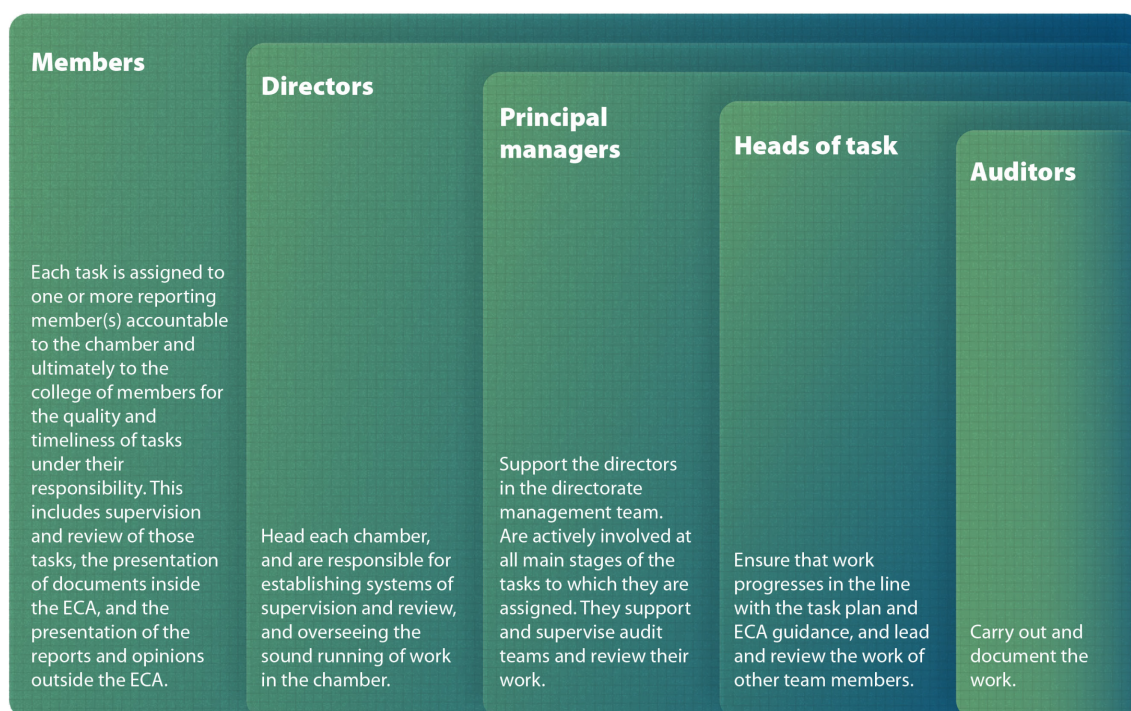 Members
Each task is assigned to
one or more reporting
member(s) accountable
to the chamber and
ultimately to the
college of members for
the quality and
timeliness of tasks
under their
responsibility. This
includes supervision
and review of those
tasks, the presentation
of documents inside
the ECA, and the
presentation of the
reports and opinions
outside the ECA.
Directors
Head each chamber,
and are responsible for
establishing systems of
supervision and review,
and overseeing the
sound running of work
in the chamber.
Principal
managers
Support the directors
in the directorate
management team.
Are actively involved at
all main stages of the
tasks to which they are
assigned. They support
and supervise audit
teams and review their
work.
Heads of task
Ensure that work
progresses in the line
with the task plan and
ECA guidance, and lead
and review the work of
other team members.
Auditors
Carry out and
document the
work.